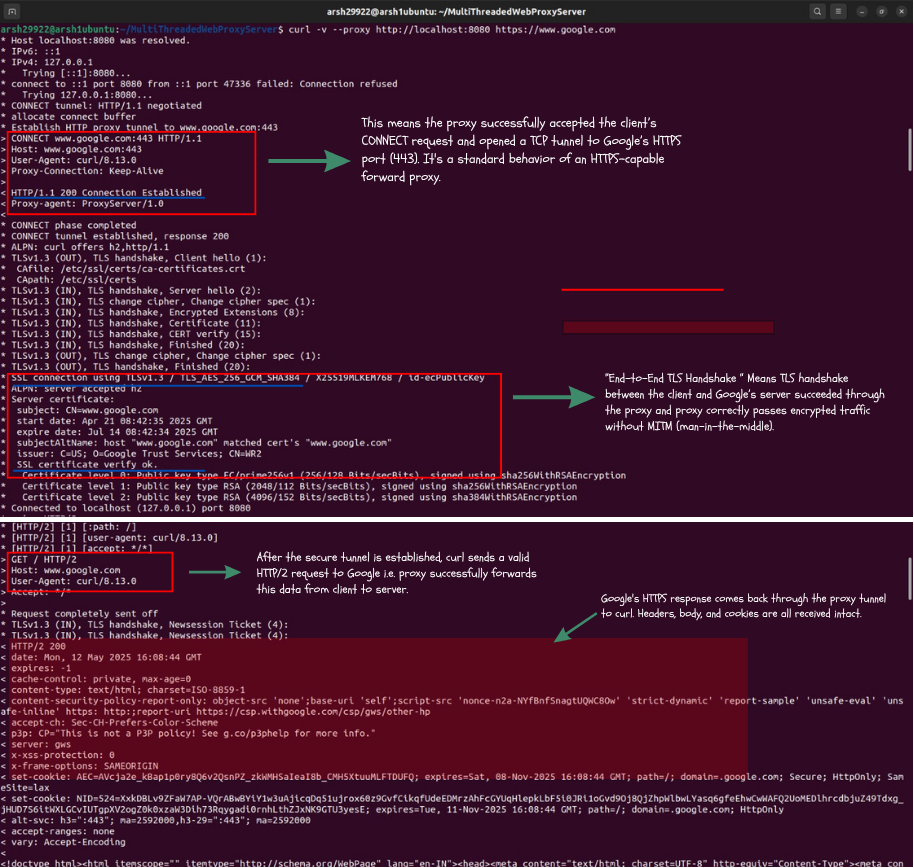 arsh29922@arsh1ubuntu: ~/MultiThreadedWebProxyServer
arsh29922@arsh1ubuntu:~/MultiThreadedWebProxyServer$ curl -v --proxy http://localhost:8080 https://www.google.com
* Host localhost:8080 was resolved.
* IPv6: ::1
* IPv4: 127.0.0.1
*   Trying [::1]:8080...
* connect to ::1 port 8080 from ::1 port 47336 failed: Connection refused
*   Trying 127.0.0.1:8080...
* CONNECT tunnel: HTTP/1.1 negotiated
* allocate connect buffer
* Establish HTTP proxy tunnel to www.google.com:443
> CONNECT www.google.com:443 HTTP/1.1
> Host: www.google.com:443
> User-Agent: curl/8.13.0
> Proxy-Connection: Keep-Alive
>
< HTTP/1.1 200 Connection Established
< Proxy-agent: ProxyServer/1.0
<
This means the proxy successfully accepted the client's
CONNECT request and opened a TCP tunnel to Google's HTTPS
port (443). It's a standard behavior of an HTTPS-capable
forward proxy.
* CONNECT phase completed
* CONNECT tunnel established, response 200
* ALPN: curl offers h2,http/1.1
* TLSv1.3 (OUT), TLS handshake, Client hello (1):
*  CAfile: /etc/ssl/certs/ca-certificates.crt
*  CApath: /etc/ssl/certs
* TLSv1.3 (IN), TLS handshake, Server hello (2):
* TLSv1.3 (IN), TLS change cipher, Change cipher spec (1):
* TLSv1.3 (IN), TLS handshake, Encrypted Extensions (8):
* TLSv1.3 (IN), TLS handshake, Certificate (11):
* TLSv1.3 (IN), TLS handshake, CERT verify (15):
* TLSv1.3 (IN), TLS handshake, Finished (20):
* TLSv1.3 (OUT), TLS change cipher, Change cipher spec (1):
* TLSv1.3 (OUT), TLS handshake, Finished (20):
* SSL connection using TLSv1.3 / TLS_AES_256_GCM_SHA384 / X25519MLKEM768 / id-ecPublicKey
* ALPN: server accepted h2
* Server certificate:
*  subject: CN=www.google.com
*  start date: Apr 21 08:42:35 2025 GMT
*  expire date: Jul 14 08:42:34 2025 GMT
*  subjectAltName: host "www.google.com" matched cert's "www.google.com"
*  issuer: C=US; O=Google Trust Services; CN=WR2
*  SSL certificate verify ok.
*   Certificate level 0: Public key type EC/prime256v1 (256/128 Bits/secBits), signed using sha256WithRSAEncryption
*   Certificate level 1: Public key type RSA (2048/112 Bits/secBits), signed using sha256WithRSAEncryption
*   Certificate level 2: Public key type RSA (4096/152 Bits/secBits), signed using sha384WithRSAEncryption
* Connected to localhost (127.0.0.1) port 8080
"End-to-End TLS Handshake " Means TLS handshake
between the client and Google's server succeeded through
the proxy and proxy correctly passes encrypted traffic
without MITM (man-in-the-middle).
* [HTTP/2] [1] [:path: /]
* [HTTP/2] [1] [user-agent: curl/8.13.0]
* [HTTP/2] [1] [accept: */*]
> GET / HTTP/2
> Host: www.google.com
> User-Agent: curl/8.13.0
> Accept: */*
>
After the secure tunnel is established, curl sends a valid
HTTP/2 request to Google i.e. proxy successfully forwards
this data from client to server.
Google's HTTPS response comes back through the proxy tunnel
to curl. Headers, body, and cookies are all received intact.
* Request completely sent off
* TLSv1.3 (IN), TLS handshake, Newsession Ticket (4):
* TLSv1.3 (IN), TLS handshake, Newsession Ticket (4):
< HTTP/2 200
< date: Mon, 12 May 2025 16:08:44 GMT
< expires: -1
< cache-control: private, max-age=0
< content-type: text/html; charset=ISO-8859-1
< content-security-policy-report-only: object-src 'none';base-uri 'self';script-src 'nonce-n2a-NYfBnfSnagtUQWC8Ow' 'strict-dynamic' 'report-sample' 'unsafe-eval' 'uns
afe-inline' https: http:;report-uri https://csp.withgoogle.com/csp/gws/other-hp
< accept-ch: Sec-CH-Prefers-Color-Scheme
< p3p: CP="This is not a P3P policy! See g.co/p3phelp for more info."
< server: gws
< x-xss-protection: 0
< x-frame-options: SAMEORIGIN
< set-cookie: expires=Sat, 08-Nov-2025 16:08:44 GMT; path=/; domain=.google.com; Secure; HttpOnly; Sam
eSite=lax
< set-cookie: expires=Tue, 11-Nov-2025 16:08:44 GMT; path=/; domain=.google.com; HttpOnly
< alt-svc: h3=":443"; ma=2592000,h3-29=":443"; ma=2592000
< accept-ranges: none
< vary: Accept-Encoding
<
<!doctype html><html itemscope="" itemtype="http://schema.org/WebPage" lang="en-IN"><head><meta content="text/html; charset=UTF-8" http-equiv="Content-Type"><meta con